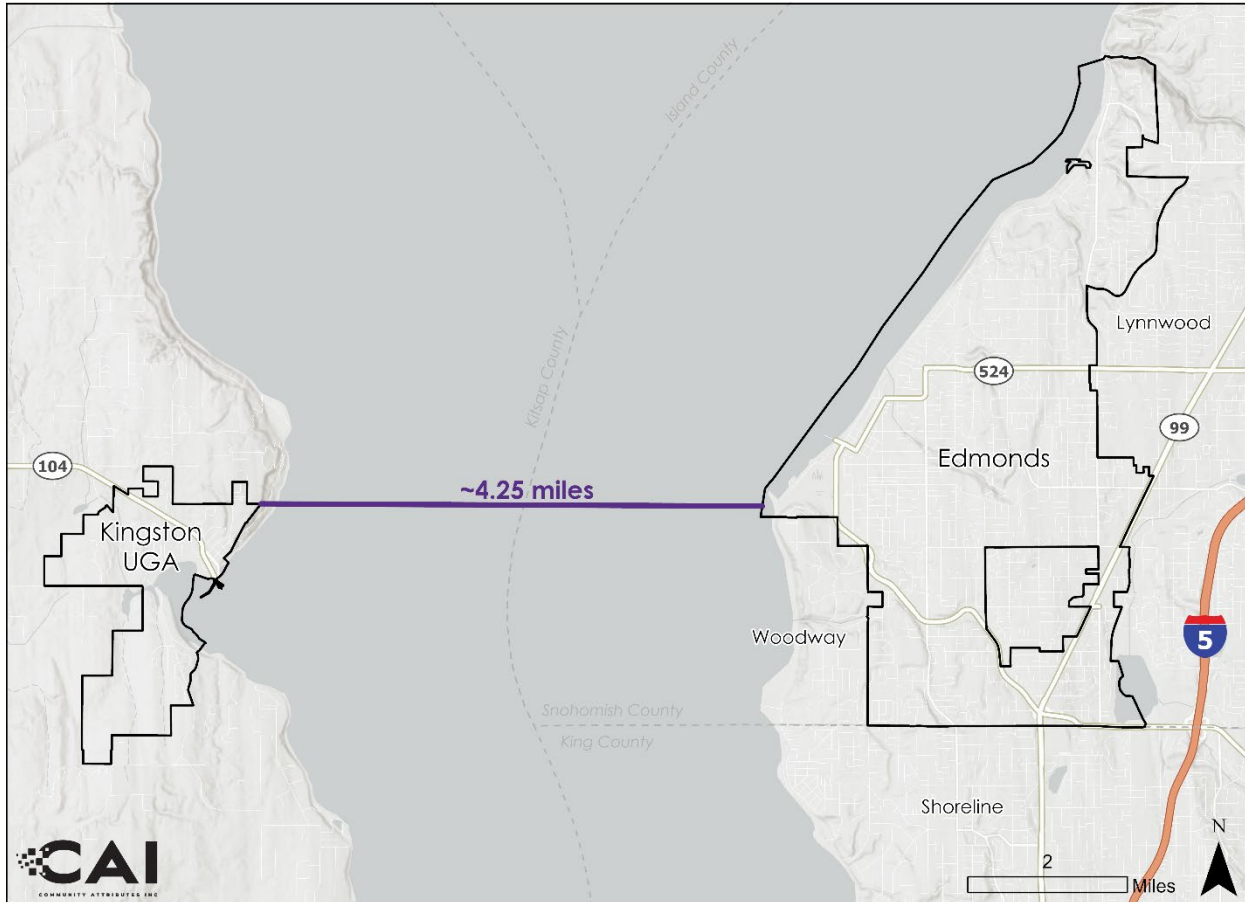 Island County
Kitsap County
Lynnwood
524
99
Edmonds
104
~4.25 miles
Kingston
UGA
Woodway
5
Snohomish County
King County
Shoreline
N
2
Miles
CAI
COMMUNITY ATTRIBUTES INC